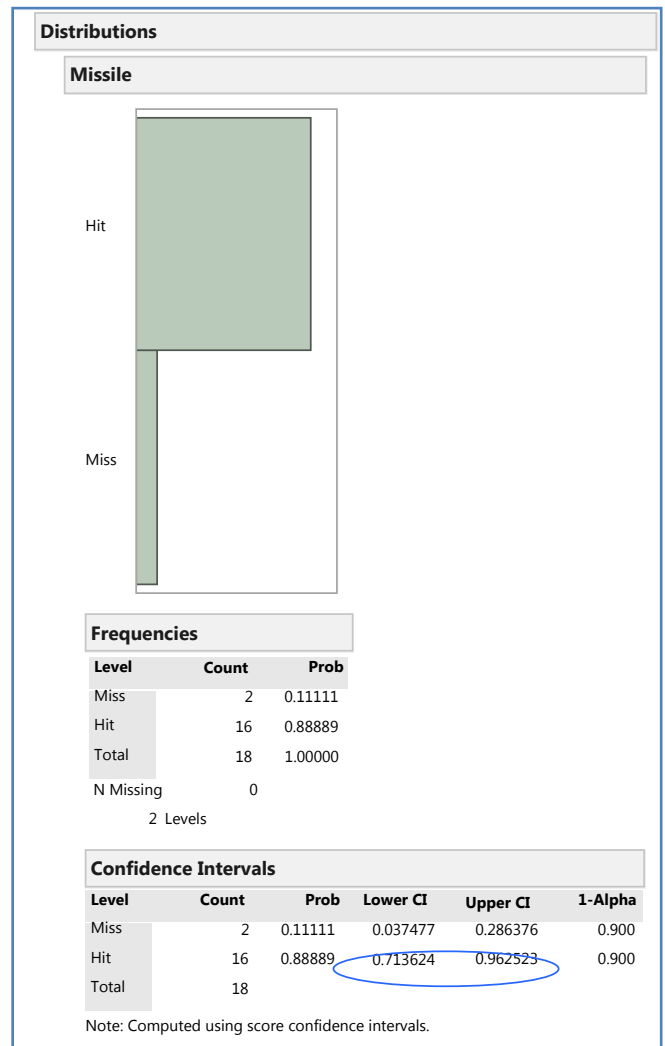 Distributions
Missile
Hit
Miss
Frequencies
Level Count Prob
Miss 2 0.11111
Hit 16 0.88889
Total 18 1.00000
N Missing 0
2 Levels
Confidence Intervals
Level Count Prob Lower CI Upper CI 1-Alpha
Miss 2 0.11111 0.037477 0.286376 0.900
Hit 16 0.88889 0.713624 0.962523 0.900
Total 18
Note: Computed using score confidence intervals.